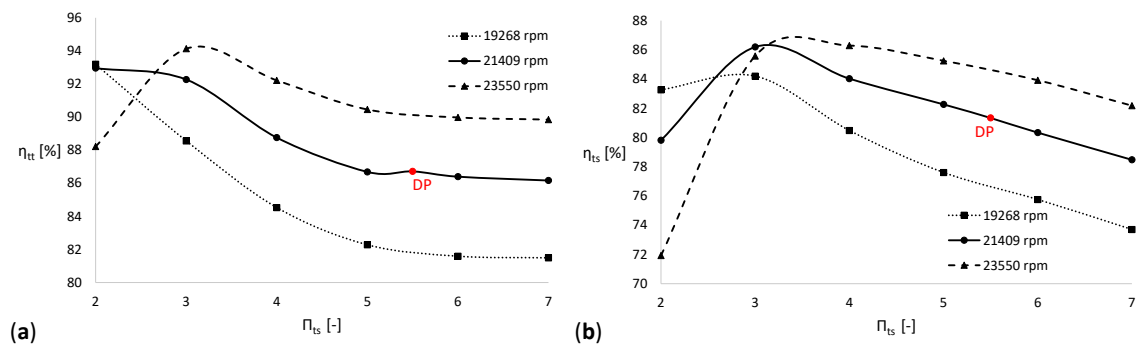 96
94
92
90
88
86
84
82
80
η_tt [%]
19268 rpm
21409 rpm
23550 rpm
DP
2 3 4 5 6 7
Π_ts [-]
(a)
88
86
84
82
80
78
76
74
72
70
η_ts [%]
DP
19268 rpm
21409 rpm
23550 rpm
2 3 4 5 6 7
Π_ts [-]
(b)